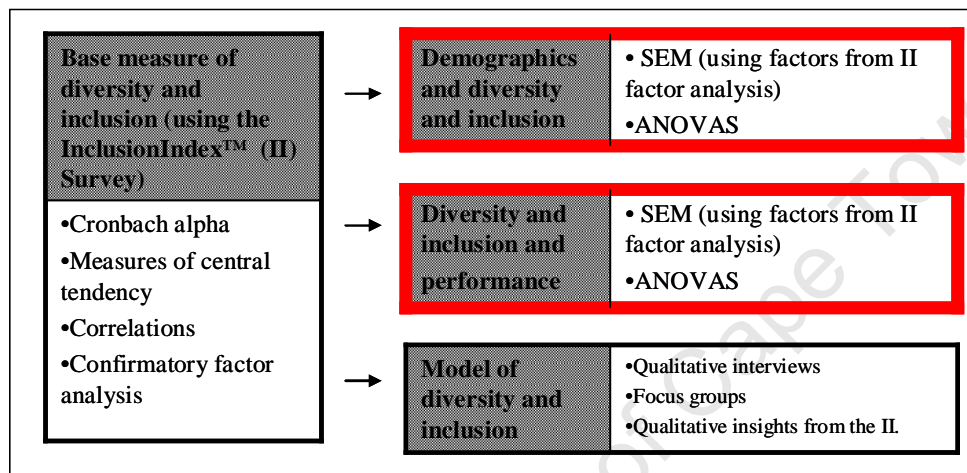 Base measure of
diversity and
inclusion (using the
InclusionIndex™ (II)
Survey)
•Cronbach alpha
•Measures of central
tendency
•Correlations
•Confirmatory factor
analysis
Demographics
and diversity
and inclusion
• SEM (using factors from II
factor analysis)
•ANOVAS
Diversity and
inclusion and
performance
• SEM (using factors from II
factor analysis)
•ANOVAS
Model of
diversity and
inclusion
•Qualitative interviews
•Focus groups
•Qualitative insights from the II.
of Cape Tow